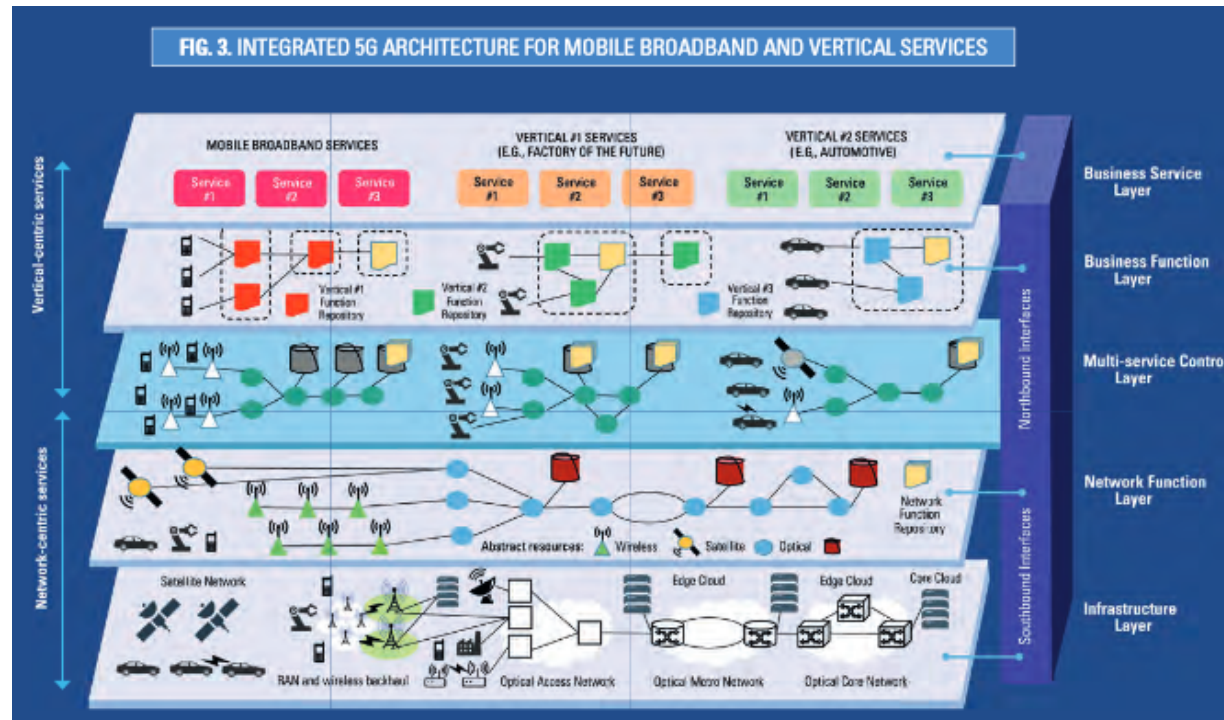 FIG. 3. INTEGRATED 5G ARCHITECTURE FOR MOBILE BROADBAND AND VERTICAL SERVICES
Vertical-centric services
Network-centric services
MOBILE BROADBAND SERVICES
Service
#1
Service
#2
Service
#3
VERTICAL #1 SERVICES
(E.G., FACTORY OF THE FUTURE)
Service
#1
Service
#2
Service
#3
VERTICAL #2 SERVICES
(E.G., AUTOMOTIVE)
Service
#1
Service
#2
Service
#3
Business Service
Layer
Vertical #1
Function
Repository
Vertical #2
Function
Repository
Vertical #3
Function
Repository
Business Function
Layer
Multi-service Control
Layer
Northbound Interfaces
Network
Function
Repository
Abstract resources:
Wireless
Satellite
Optical
Network Function
Layer
Southbound Interfaces
Satellite Network
RAN and wireless backhaul
Optical Access Network
Edge Cloud
Optical Metro Network
Edge Cloud
Core Cloud
Optical Core Network
Infrastructure
Layer